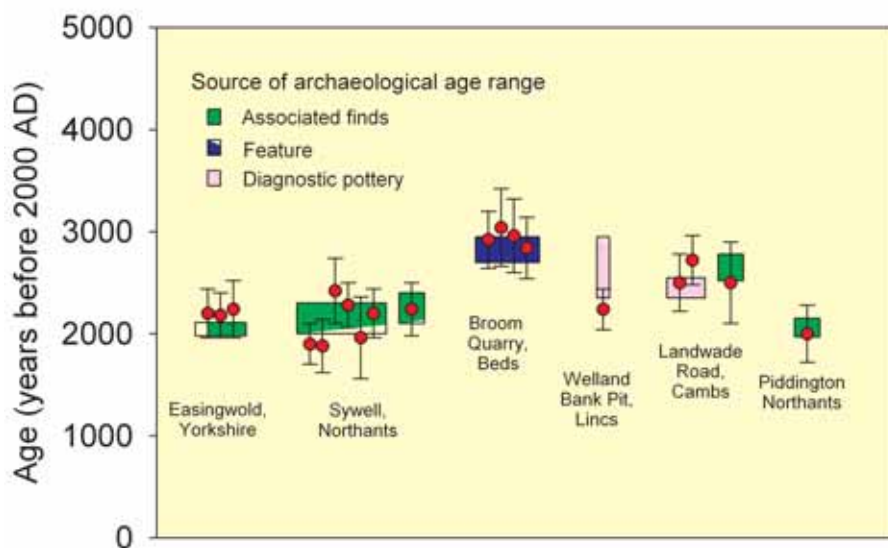 5000
4000
3000
2000
1000
0
Age (years before 2000 AD)
Source of archaeological age range
Associated finds
Feature
Diagnostic pottery
Easingwold,
Yorkshire
Sywell,
Northants
Broom
Quarry,
Beds
Welland
Bank Pit,
Lincs
Landwade
Road,
Cambs
Piddington
Northants